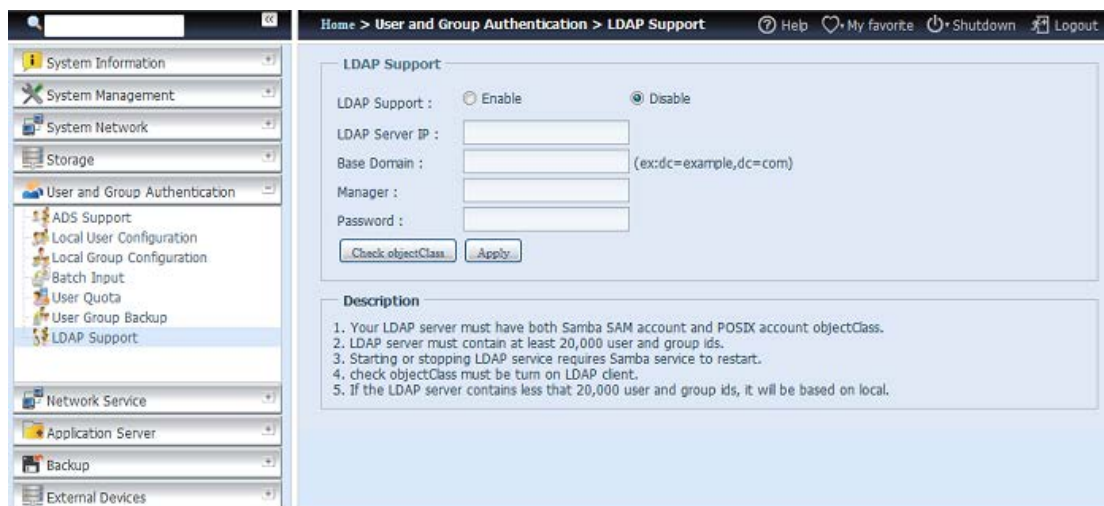 Home > User and Group Authentication > LDAP Support
Help
My favorite
Shutdown
Logout
System Information
System Management
System Network
Storage
User and Group Authentication
ADS Support
Local User Configuration
Local Group Configuration
Batch Input
User Quota
User Group Backup
LDAP Support
Network Service
Application Server
Backup
External Devices
LDAP Support
LDAP Support : Enable Disable
LDAP Server IP :
Base Domain : (ex:dc=example,dc=com)
Manager :
Password :
Check objectClass Apply
Description
1. Your LDAP server must have both Samba SAM account and POSIX account objectClass.
2. LDAP server must contain at least 20,000 user and group ids.
3. Starting or stopping LDAP service requires Samba service to restart.
4. check objectClass must be turn on LDAP client.
5. If the LDAP server contains less that 20,000 user and group ids, it will be based on local.